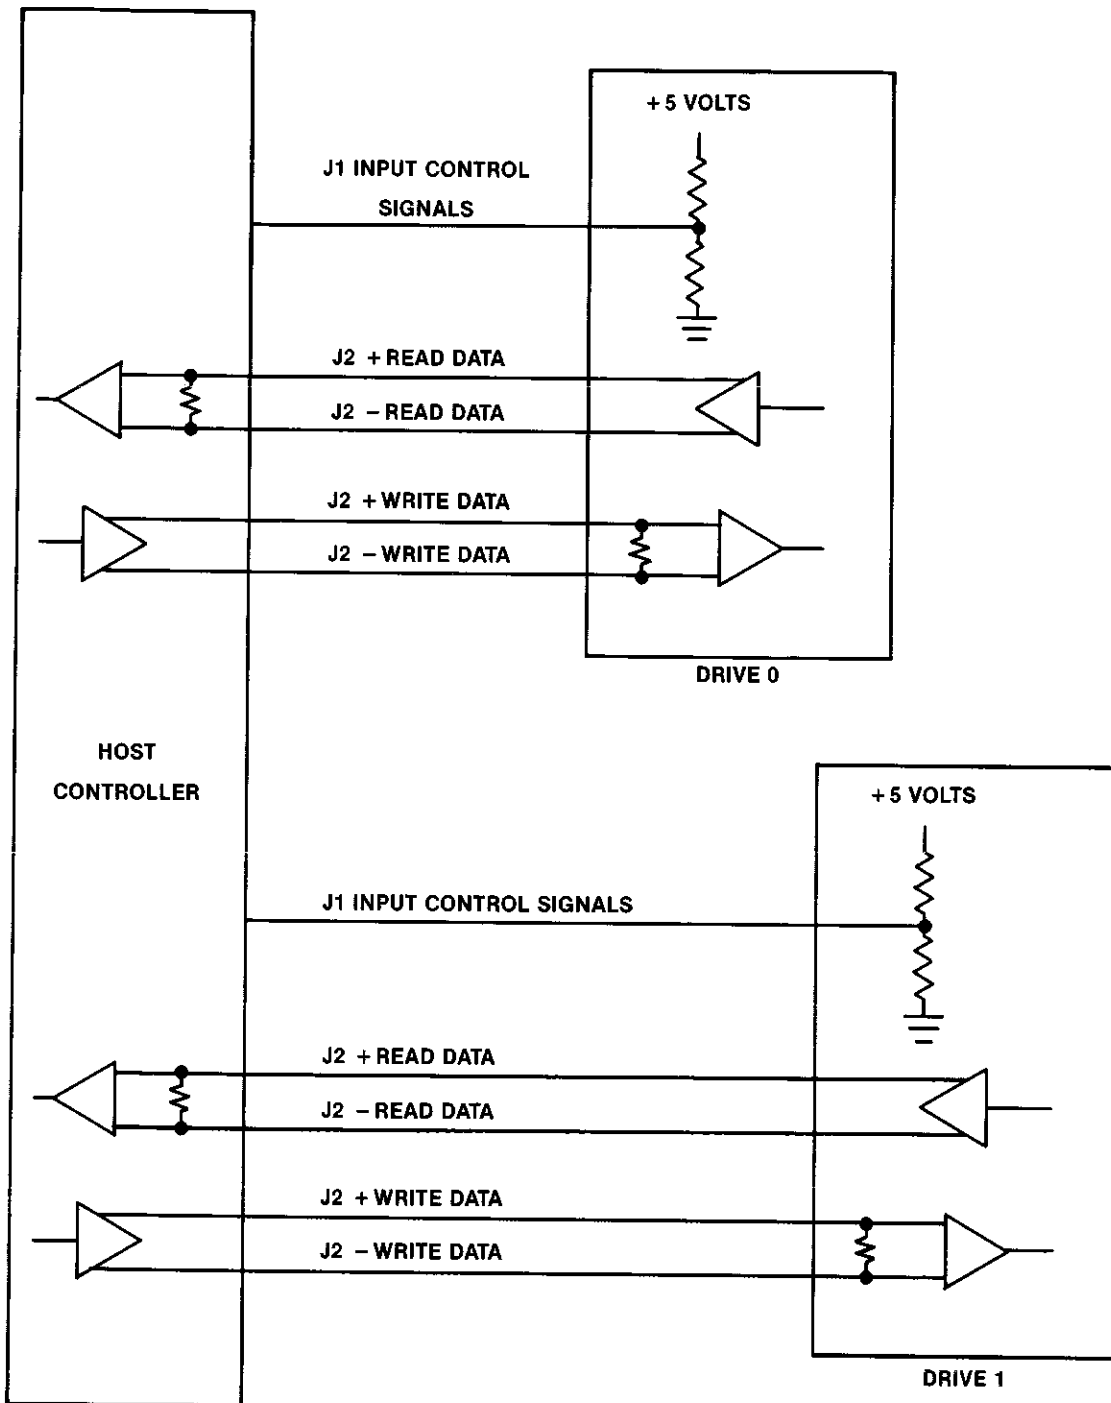 +5 VOLTS
J1 INPUT CONTROL
SIGNALS
J2 +READ DATA
J2 −READ DATA
J2 +WRITE DATA
J2 −WRITE DATA
DRIVE 0
HOST
CONTROLLER
+5 VOLTS
J1 INPUT CONTROL SIGNALS
J2 +READ DATA
J2 −READ DATA
J2 +WRITE DATA
J2 −WRITE DATA
DRIVE 1